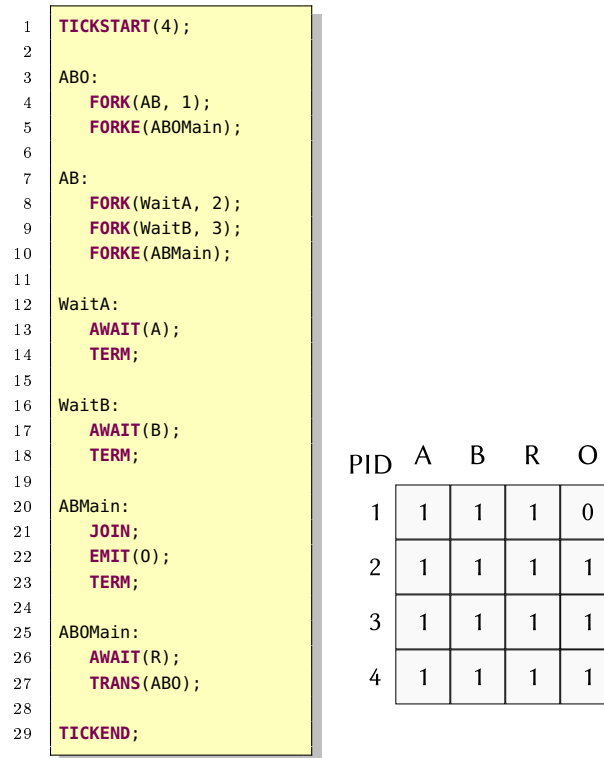 1 TICKSTART(4);
2
3 ABO:
4 FORK(AB, 1);
5 FORKE(ABOMain);
6
7 AB:
8 FORK(WaitA, 2);
9 FORK(WaitB, 3);
10 FORKE(ABMain);
11
12 WaitA:
13 AWAIT(A);
14 TERM;
15
16 WaitB:
17 AWAIT(B);
18 TERM;
19
20 ABMain:
21 JOIN;
22 EMIT(O);
23 TERM;
24
25 ABOMain:
26 AWAIT(R);
27 TRANS(ABO);
28
29 TICKEND;
PID A B R O
1 1 1 1 0
2 1 1 1 1
3 1 1 1 1
4 1 1 1 1